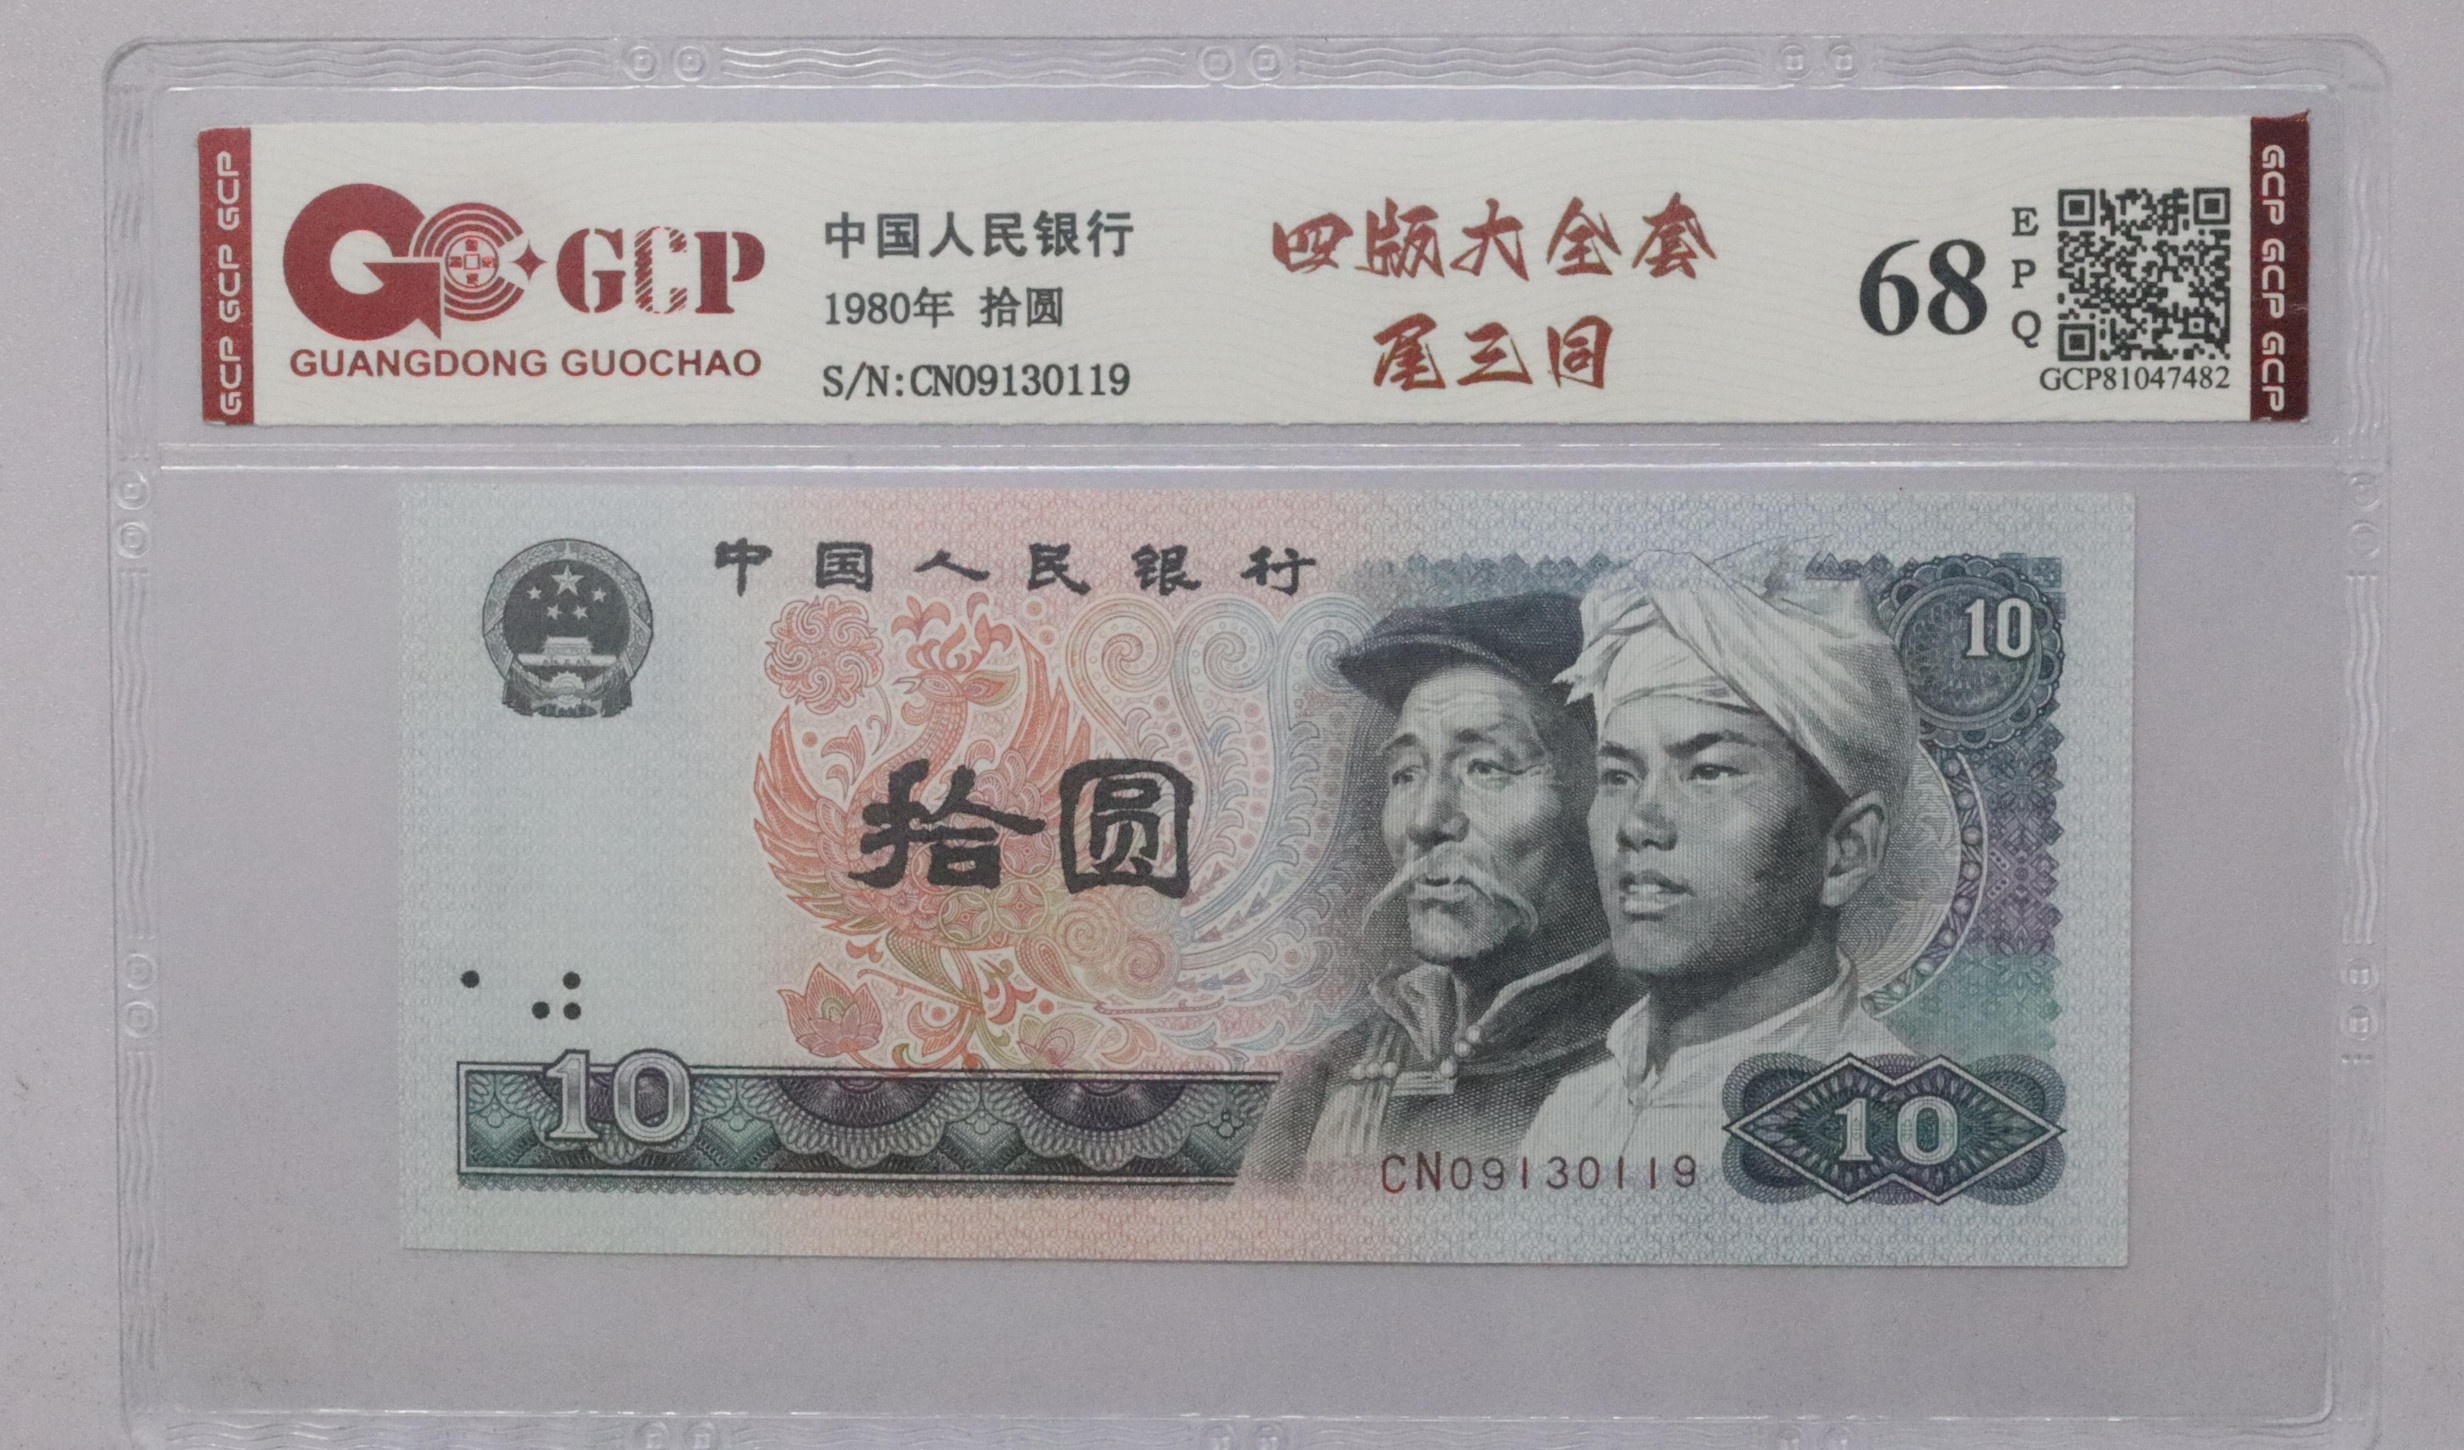 GCP GCP GCP
GCP
GUANGDONG GUOCHAO
中国人民银行
1980年 拾圆
S/N:CN09130119
四版大全套
尾三同
68
E
P
Q
GCP81047482
GCP GCP GCP
中国人民银行
10
拾圆
10
CN09130119
10